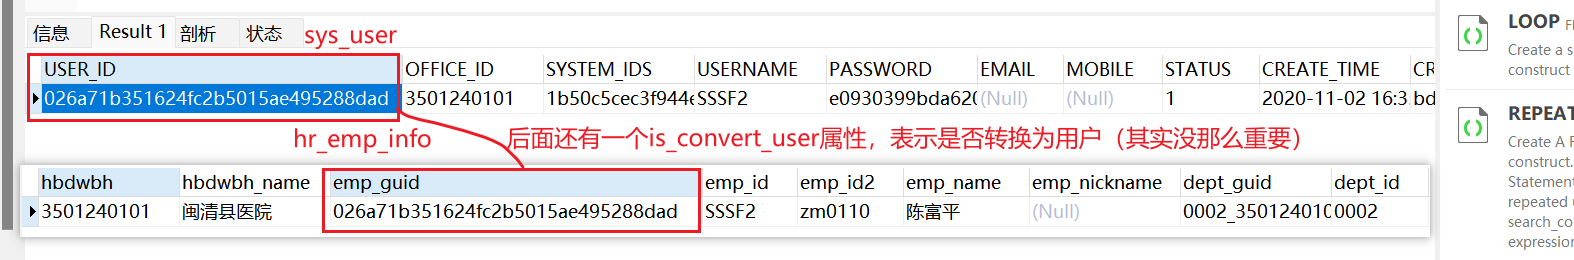 信息 Result 1 剖析 状态 sys_user
USER_ID OFFICE_ID SYSTEM_IDS USERNAME PASSWORD EMAIL MOBILE STATUS CREATE_TIME CR
026a71b351624fc2b5015ae495288dad 3501240101 1b50c5cec3f944 SSSF2 e0930399bda620 (Null) (Null) 1 2020-11-02 16:3 bd
hr_emp_info 后面还有一个is_convert_user属性，表示是否转换为用户（其实没那么重要）
hbdwbh hbdwbh_name emp_guid emp_id emp_id2 emp_name emp_nickname dept_guid dept_id
3501240101 闽清县医院 026a71b351624fc2b5015ae495288dad SSSF2 zm0110 陈富平 (Null) 0002_350124010 0002
LOOP
Create a s
construct
REPEAT
Create A F
construct.
Statement
repeated u
search_co
expression